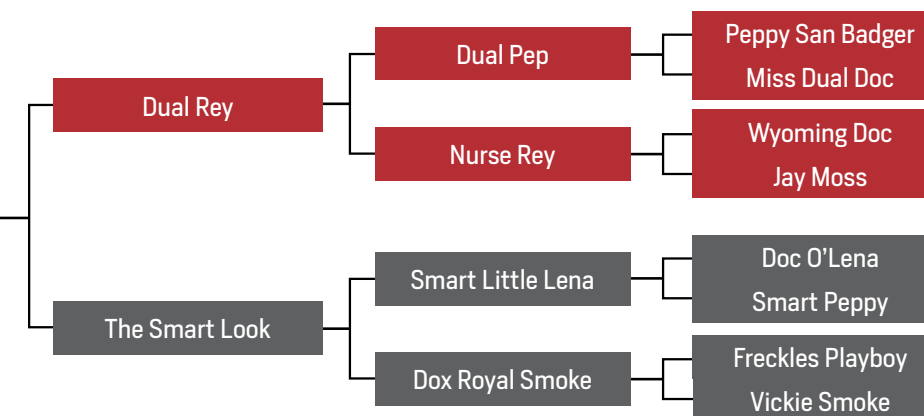 Dual Rey
Dual Pep
Peppy San Badger
Miss Dual Doc
Nurse Rey
Wyoming Doc
Jay Moss
The Smart Look
Smart Little Lena
Doc O'Lena
Smart Peppy
Dox Royal Smoke
Freckles Playboy
Vickie Smoke